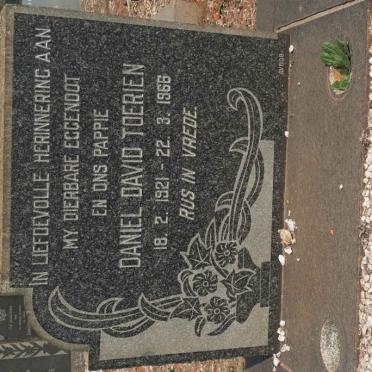 IN LIEFDEVOLLE HERINNERING AAN
MY DIERBARE EGGENOOT
EN ONS PAPPIE
DANIEL DAVID TOERIEN
18. 2. 1921 - 22. 3. 1966
RUS IN VREDE.